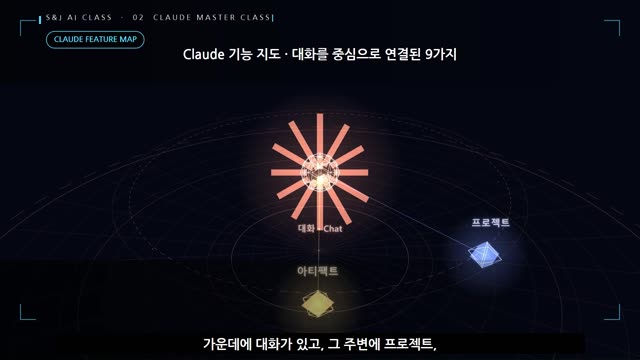 S&J AI CLASS · 02 CLAUDE MASTER CLASS
CLAUDE FEATURE MAP
Claude 기능 지도 · 대화를 중심으로 연결된 9가지
대화 · Chat
프로젝트
아티팩트
가운데에 대화가 있고, 그 주변에 프로젝트,